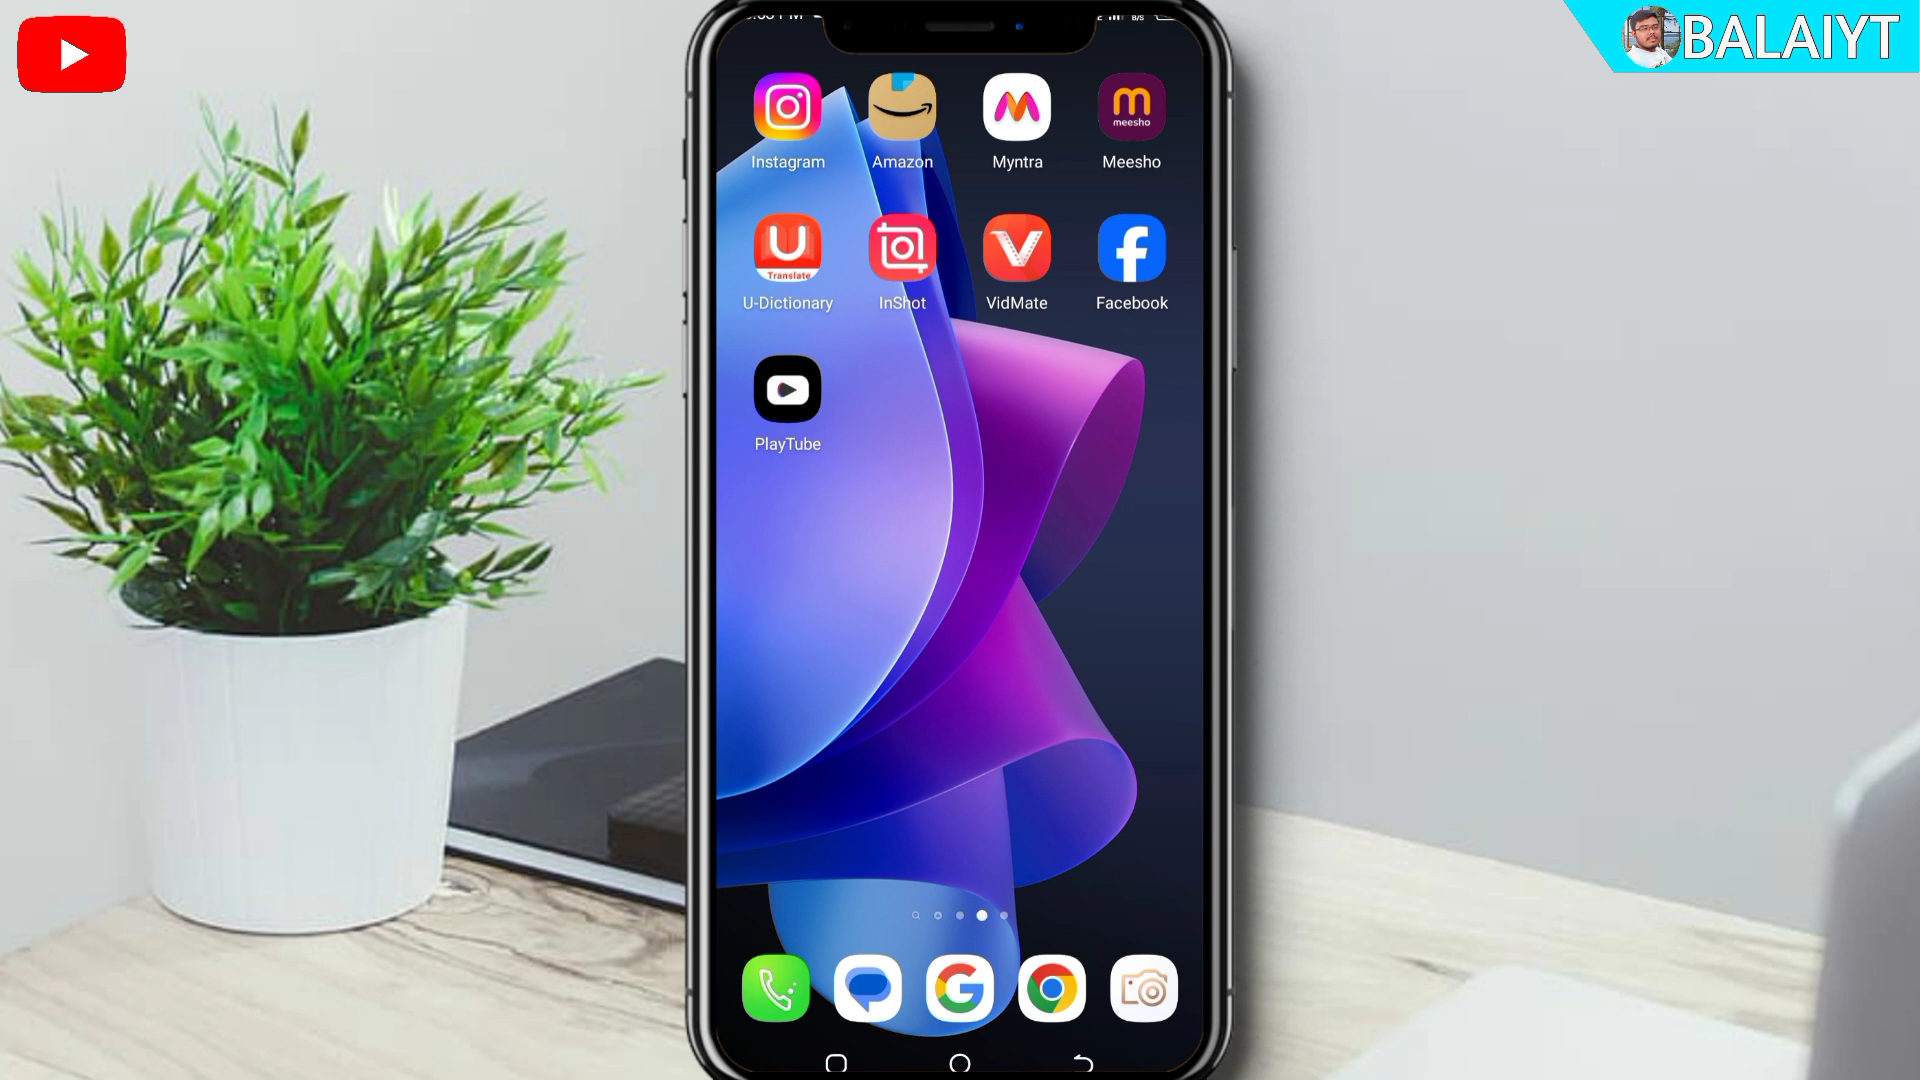 BALAIYT
Instagram
Amazon
Myntra
meesho
Meesho
U
Translate
U-Dictionary
InShot
VidMate
Facebook
PlayTube